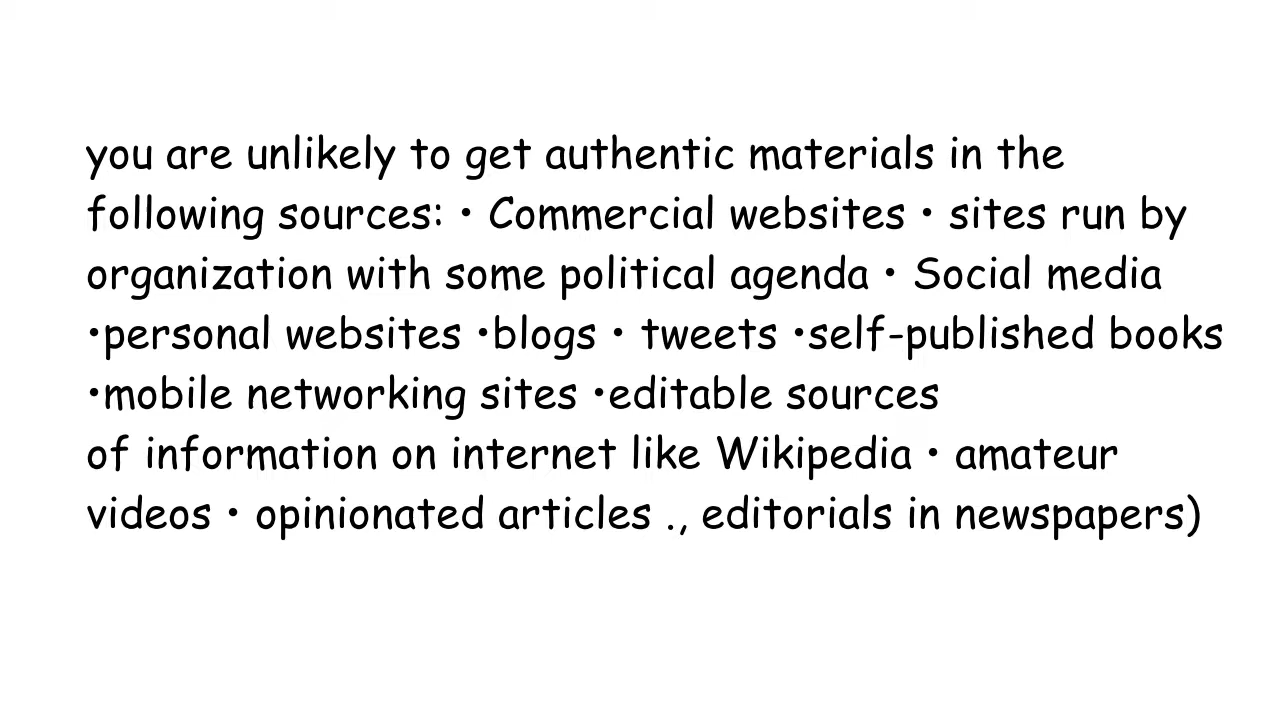 you are unlikely to get authentic materials in the
following sources: • Commercial websites • sites run by
organization with some political agenda • Social media
•personal websites •blogs • tweets •self-published books
•mobile networking sites •editable sources
of information on internet like Wikipedia • amateur
videos • opinionated articles ., editorials in newspapers)